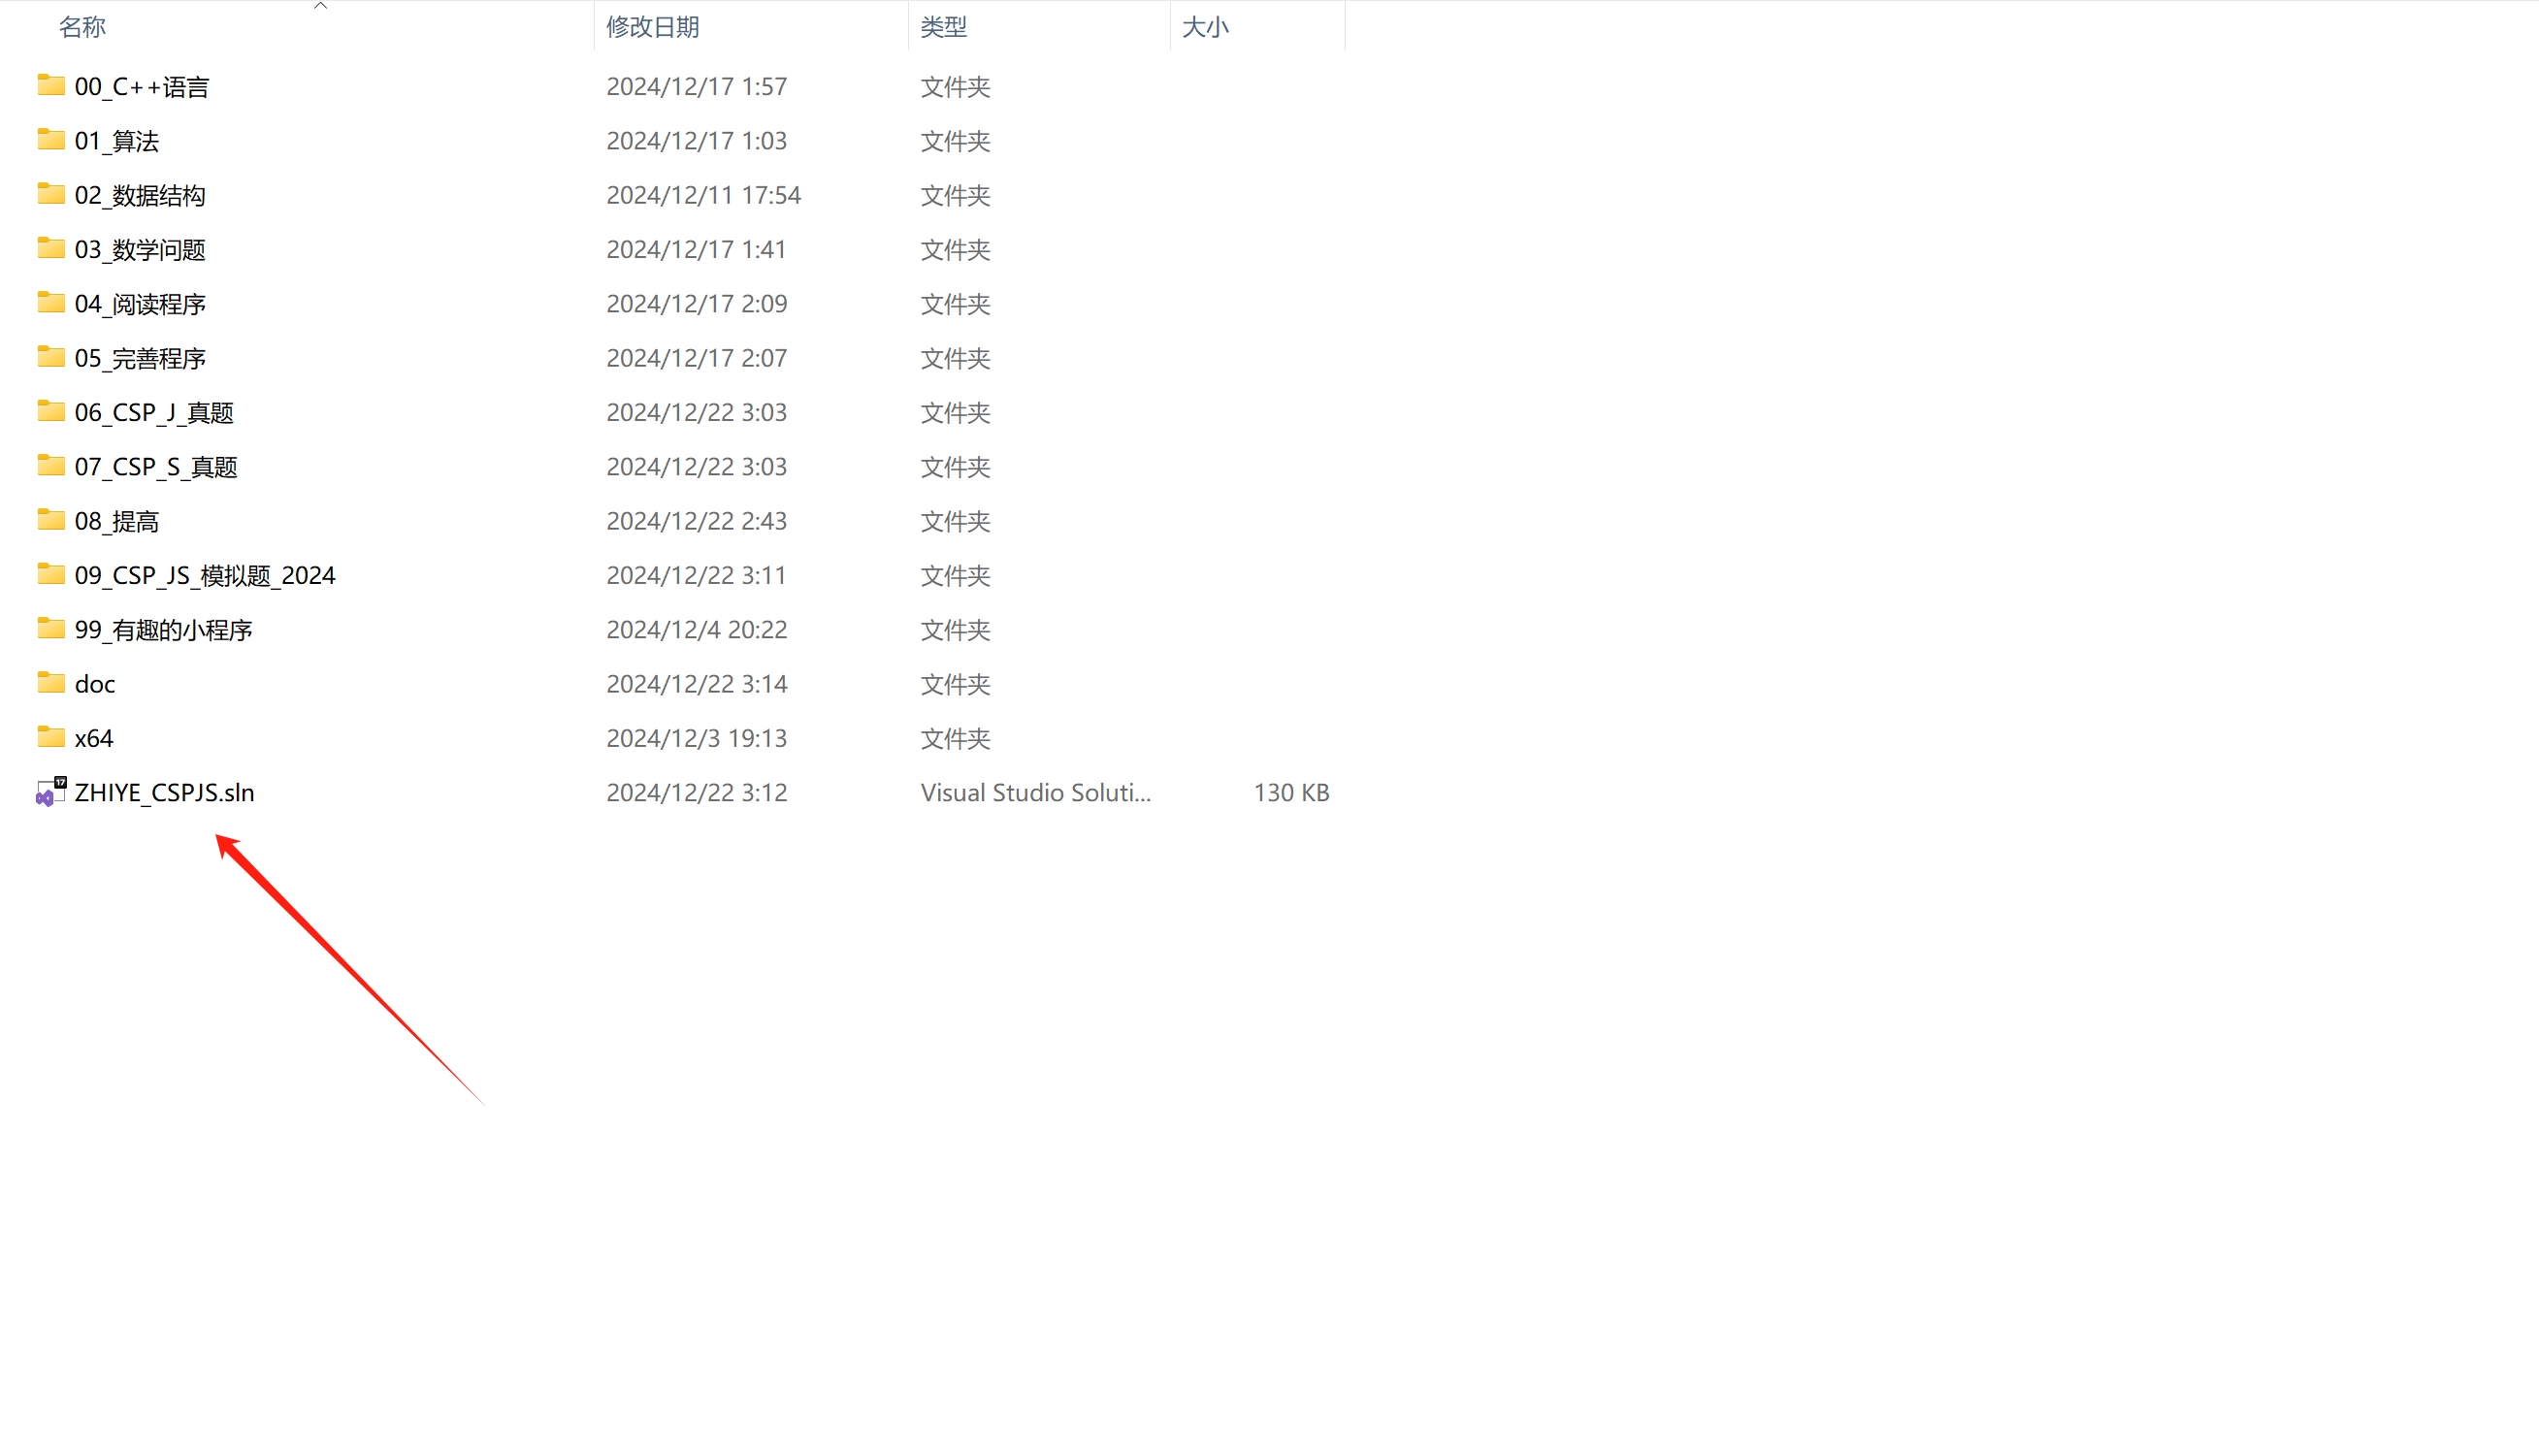 名称 修改日期 类型 大小
00_C++语言 2024/12/17 1:57 文件夹
01_算法 2024/12/17 1:03 文件夹
02_数据结构 2024/12/11 17:54 文件夹
03_数学问题 2024/12/17 1:41 文件夹
04_阅读程序 2024/12/17 2:09 文件夹
05_完善程序 2024/12/17 2:07 文件夹
06_CSP_J_真题 2024/12/22 3:03 文件夹
07_CSP_S_真题 2024/12/22 3:03 文件夹
08_提高 2024/12/22 2:43 文件夹
09_CSP_JS_模拟题_2024 2024/12/22 3:11 文件夹
99_有趣的小程序 2024/12/4 20:22 文件夹
doc 2024/12/22 3:14 文件夹
x64 2024/12/3 19:13 文件夹
17 ZHIYE_CSPJS.sln 2024/12/22 3:12 Visual Studio Soluti... 130 KB